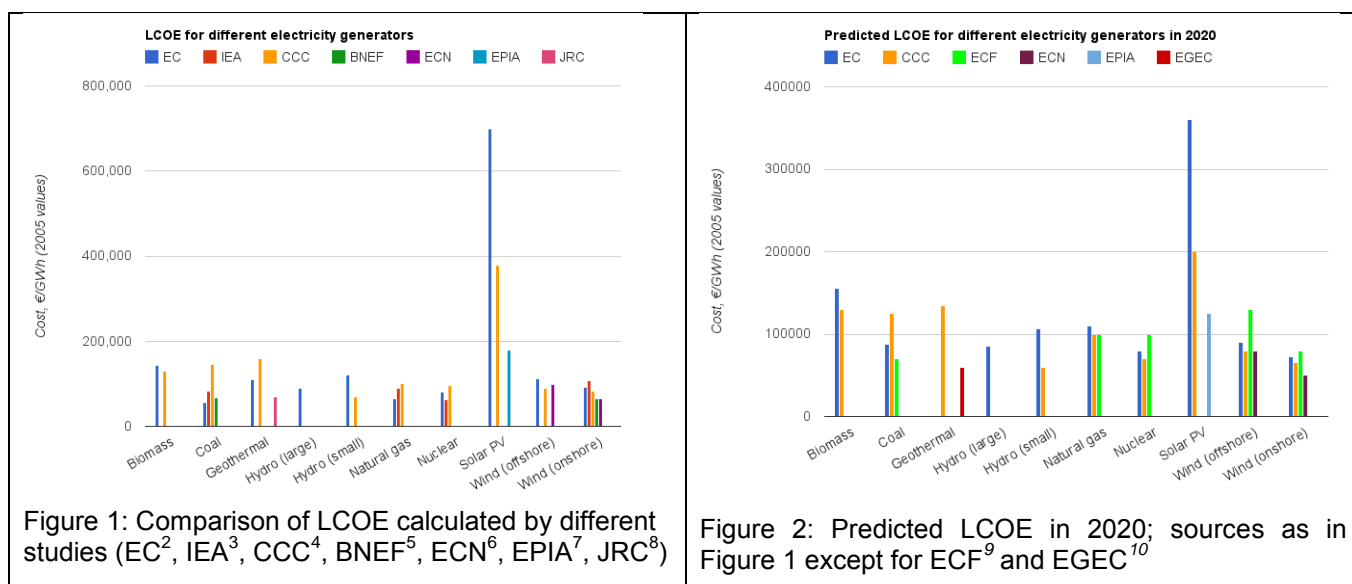 LCOE for different electricity generators
EC IEA CCC BNEF ECN EPIA JRC
800,000
600,000
400,000
200,000
0
Cost, €/GWh (2005 values)
Biomass
Coal
Geothermal
Hydro (large)
Hydro (small)
Natural gas
Nuclear
Solar PV
Wind (offshore)
Wind (onshore)
Figure 1: Comparison of LCOE calculated by different
studies (EC², IEA³, CCC⁴, BNEF⁵, ECN⁶, EPIA⁷, JRC⁸)
Predicted LCOE for different electricity generators in 2020
EC CCC ECF ECN EPIA EGEC
400000
300000
200000
100000
0
Cost, €/GWh (2005 values)
Biomass
Coal
Geothermal
Hydro (large)
Hydro (small)
Natural gas
Nuclear
Solar PV
Wind (offshore)
Wind (onshore)
Figure 2: Predicted LCOE in 2020; sources as in
Figure 1 except for ECF⁹ and EGEC¹⁰